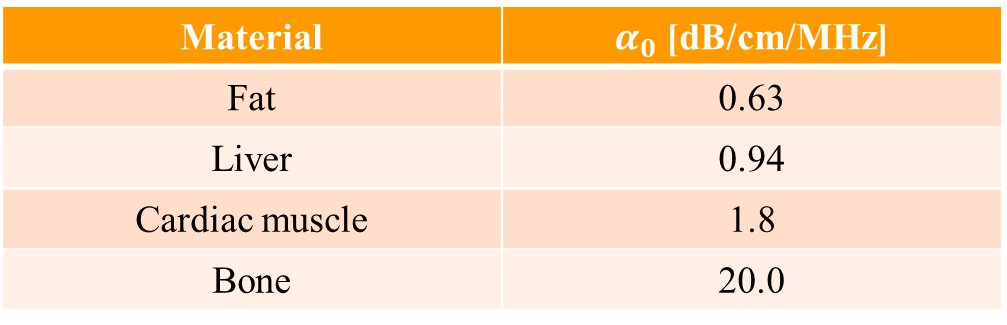 Material α₀ [dB/cm/MHz]
Fat 0.63
Liver 0.94
Cardiac muscle 1.8
Bone 20.0